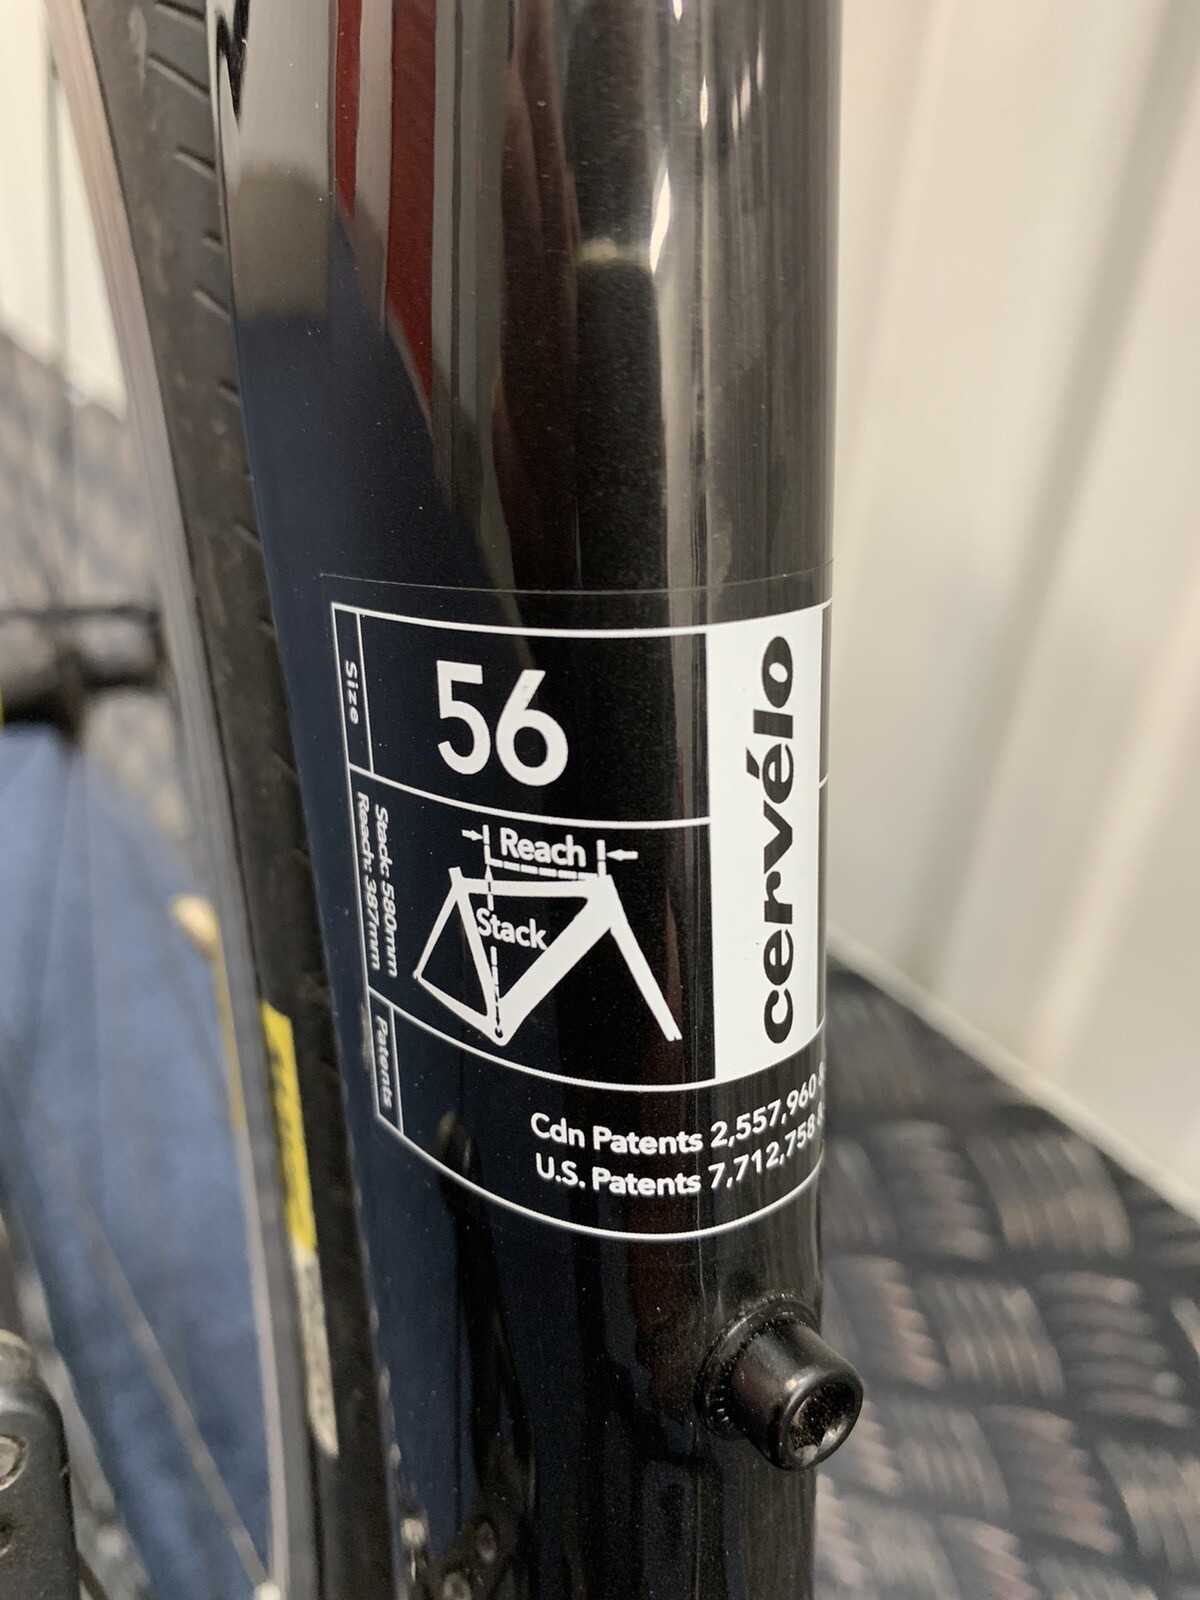 Size
56
cervélo
Stack: 580mm
Reach: 387mm
Reach
Stack
Patents
Cdn Patents 2,557,960
U.S. Patents 7,712,758